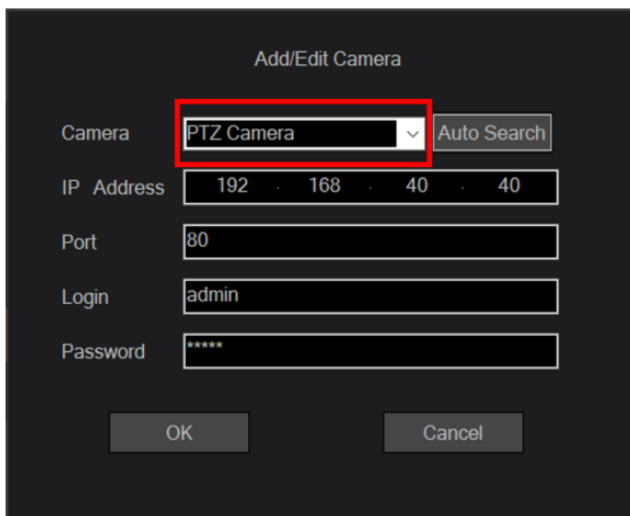 Add/Edit Camera
Camera PTZ Camera Auto Search
IP Address 192 . 168 . 40 . 40
Port 80
Login admin
Password *****
OK Cancel